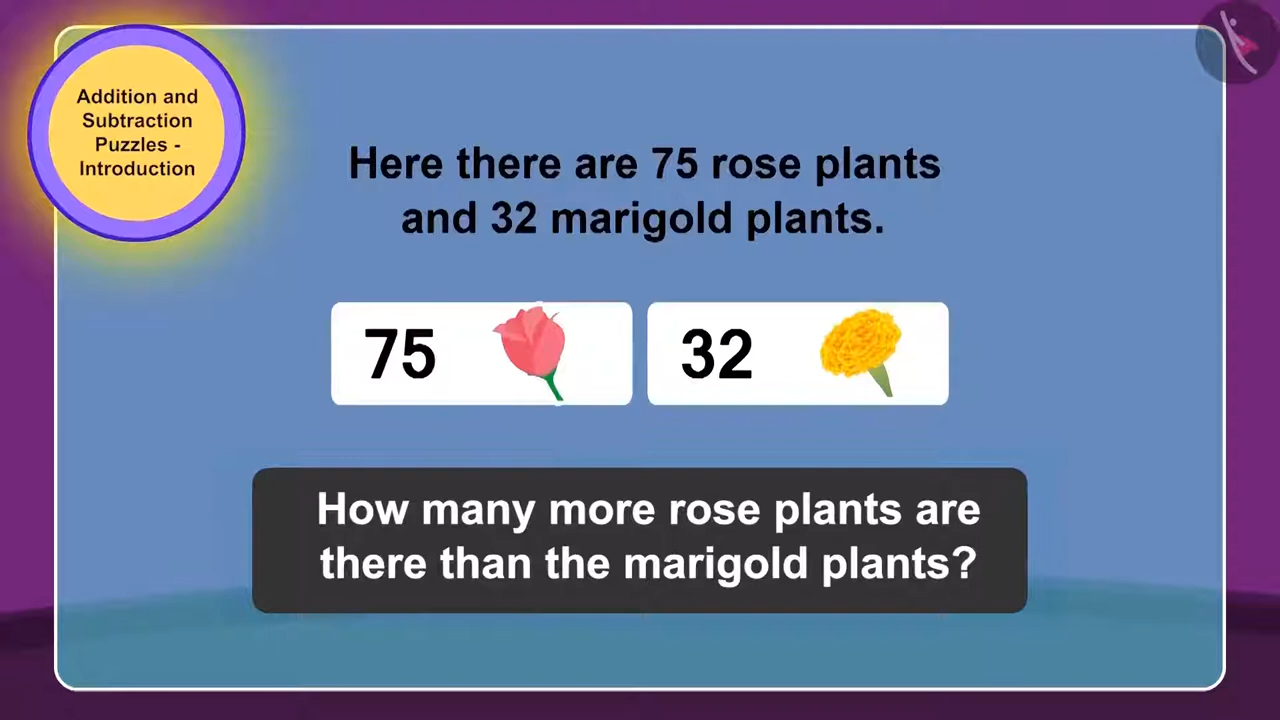 Addition and
Subtraction
Puzzles -
Introduction
Here there are 75 rose plants
and 32 marigold plants.
75
32
How many more rose plants are
there than the marigold plants?